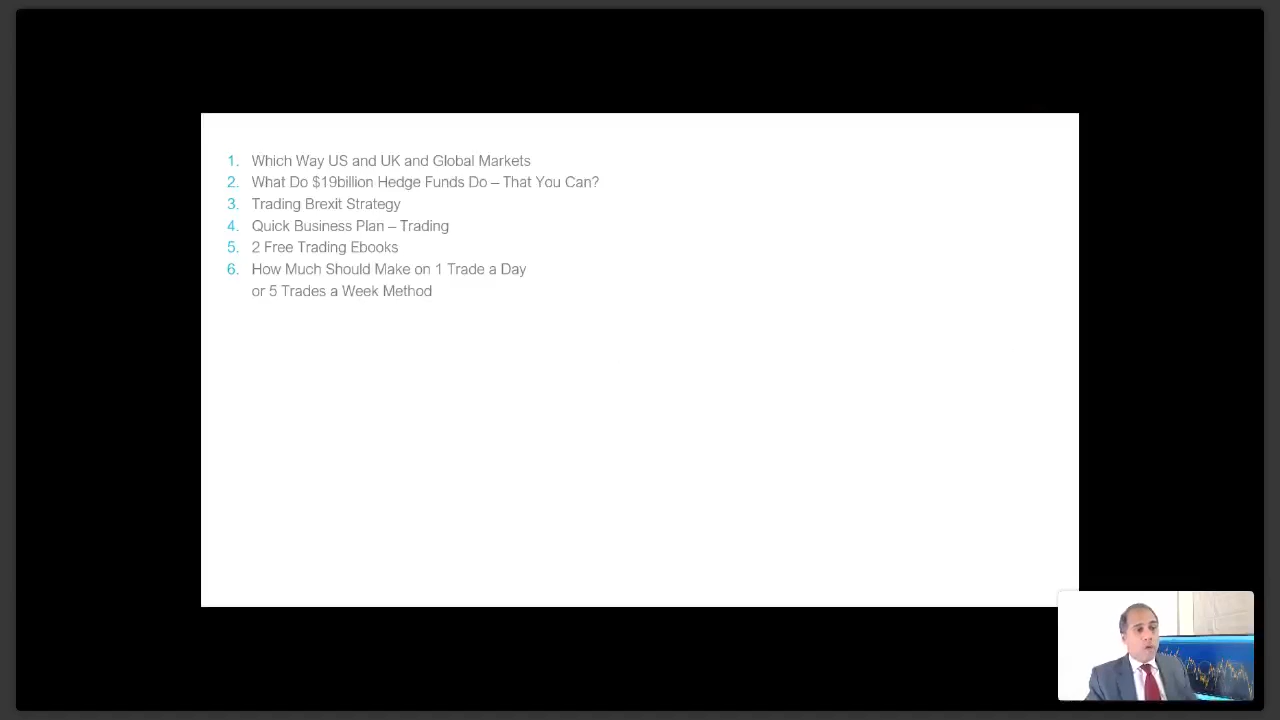 1. Which Way US and UK and Global Markets
2. What Do $19billion Hedge Funds Do – That You Can?
3. Trading Brexit Strategy
4. Quick Business Plan – Trading
5. 2 Free Trading Ebooks
6. How Much Should Make on 1 Trade a Day
or 5 Trades a Week Method